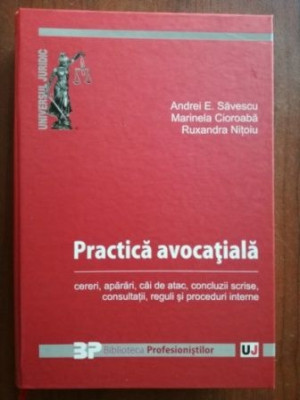 UNIVERSUL JURIDIC
Andrei E. Săvescu
Marinela Cioroabă
Ruxandra Nițoiu
Practică avocaţială
cereri, apărări, căi de atac, concluzii scrise,
consultații, reguli și proceduri interne
BP Biblioteca Profesioniștilor
UJ